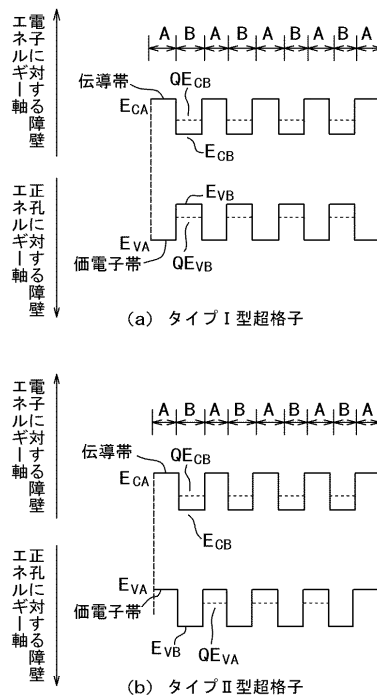 電子に対する障壁
エネルギー軸
A B A B A B A B A
伝導帯
QE_CB
E_CA
E_CB
正孔に対する障壁
エネルギー軸
E_VB
E_VA
QE_VB
価電子帯
(a) タイプⅠ型超格子
電子に対する障壁
エネルギー軸
A B A B A B A B A
伝導帯
QE_CB
E_CA
E_CB
正孔に対する障壁
エネルギー軸
E_VA
価電子帯
E_VB
QE_VA
(b) タイプⅡ型超格子